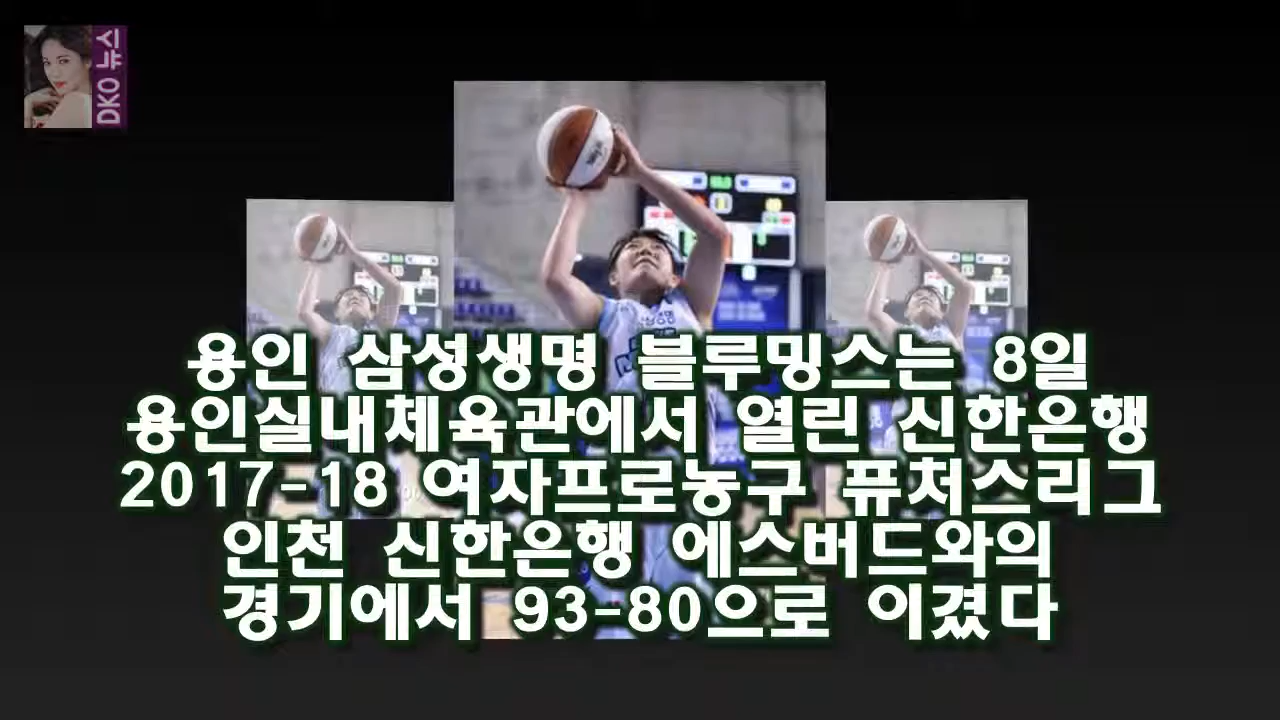 DKO 뉴스
용인 삼성생명 블루밍스는 8일
용인실내체육관에서 열린 신한은행
2017-18 여자프로농구 퓨처스리그
인천 신한은행 에스버드와의
경기에서 93-80으로 이겼다